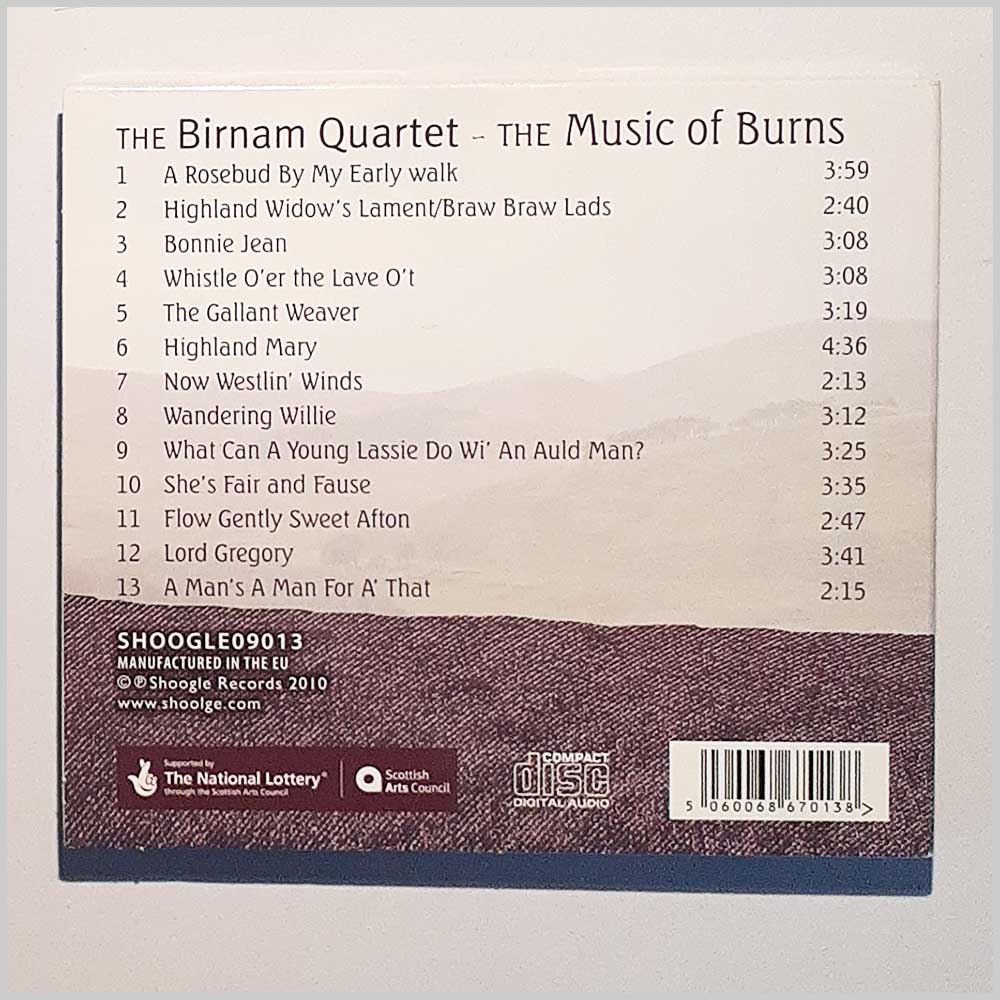 THE Birnam Quartet - THE Music of Burns
1 A Rosebud By My Early walk 3:59
2 Highland Widow's Lament/Braw Braw Lads 2:40
3 Bonnie Jean 3:08
4 Whistle O'er the Lave O't 3:08
5 The Gallant Weaver 3:19
6 Highland Mary 4:36
7 Now Westlin' Winds 2:13
8 Wandering Willie 3:12
9 What Can A Young Lassie Do Wi' An Auld Man? 3:25
10 She's Fair and Fause 3:35
11 Flow Gently Sweet Afton 2:47
12 Lord Gregory 3:41
13 A Man's A Man For A' That 2:15
SHOOGLE09013
MANUFACTURED IN THE EU
©℗Shoogle Records 2010
www.shoolge.com
Supported by
The National Lottery®
through the Scottish Arts Council
Scottish
Arts Council
COMPACT
disc
DIGITAL AUDIO
5 060068 670138 >